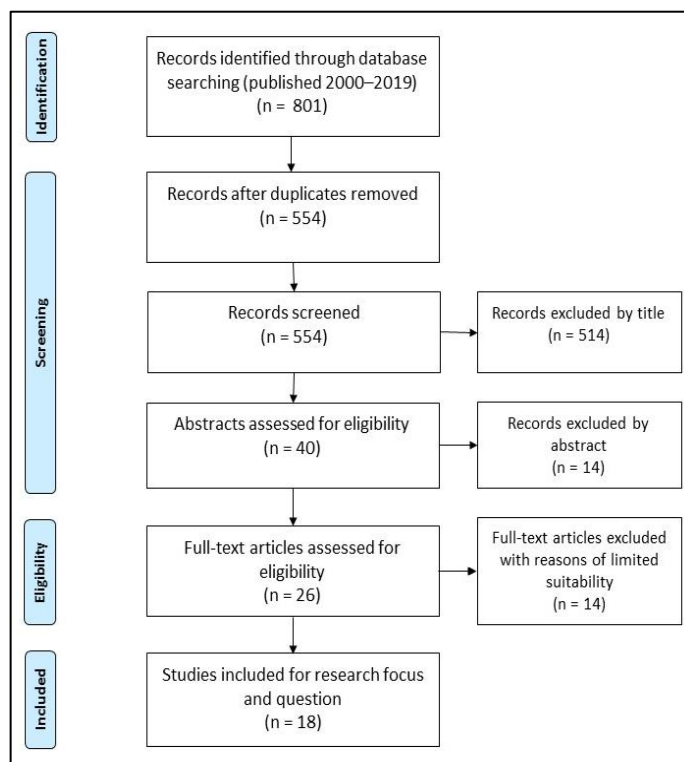 Identification
Records identified through database
searching (published 2000–2019)
(n = 801)
Screening
Records after duplicates removed
(n = 554)
Records screened
(n = 554)
Records excluded by title
(n = 514)
Abstracts assessed for eligibility
(n = 40)
Records excluded by
abstract
(n = 14)
Eligibility
Full-text articles assessed for
eligibility
(n = 26)
Full-text articles excluded
with reasons of limited
suitability
(n = 14)
Included
Studies included for research focus
and question
(n = 18)